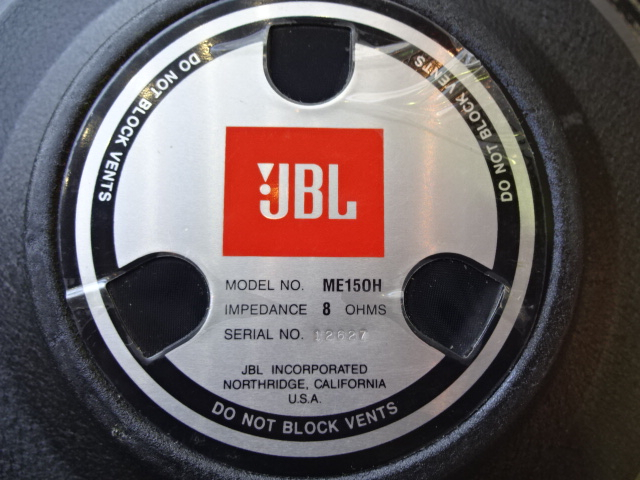 DO NOT BLOCK VENTS
DO NOT BLOCK VENTS
JBL
MODEL NO. ME150H
IMPEDANCE 8 OHMS
SERIAL NO. 12627
JBL INCORPORATED
NORTHRIDGE, CALIFORNIA
U.S.A.
DO NOT BLOCK VENTS